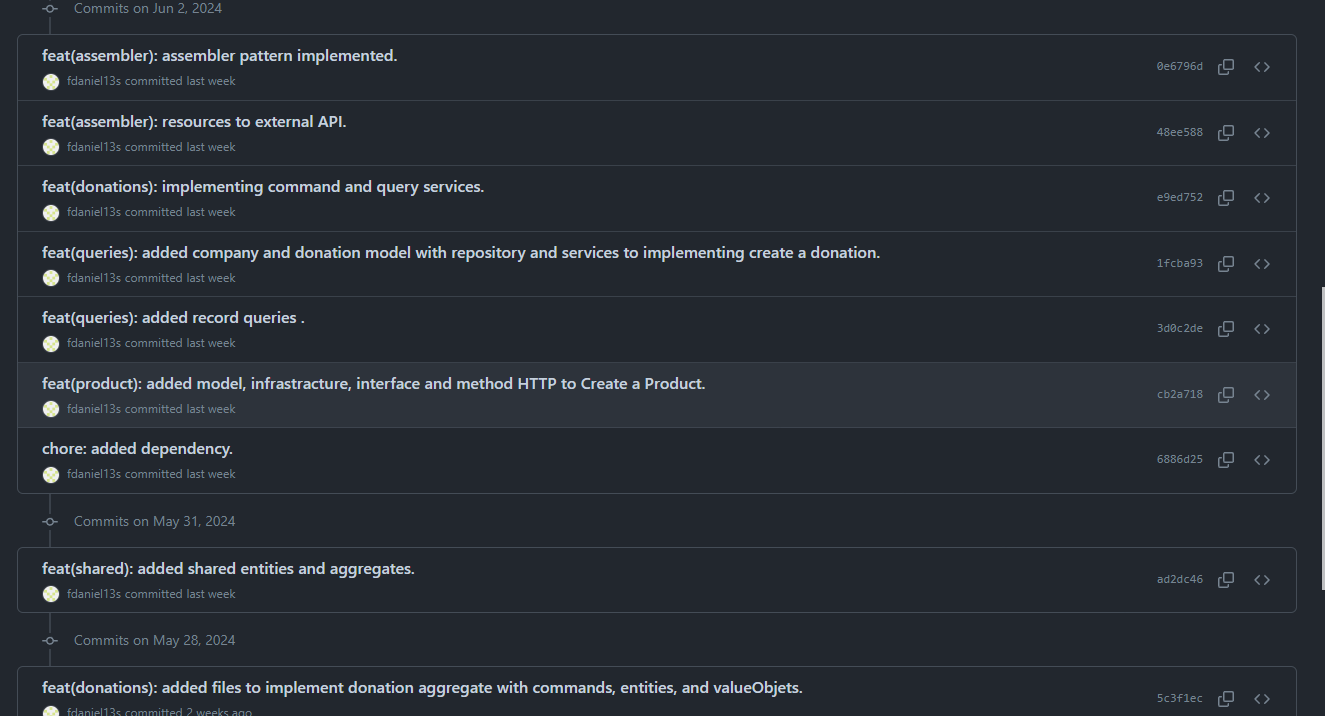 Commits on Jun 2, 2024
feat(assembler): assembler pattern implemented.
0e6796d
fdaniel13s committed last week
feat(assembler): resources to external API.
48ee588
fdaniel13s committed last week
feat(donations): implementing command and query services.
e9ed752
fdaniel13s committed last week
feat(queries): added company and donation model with repository and services to implementing create a donation.
1fcba93
fdaniel13s committed last week
feat(queries): added record queries .
3d0c2de
fdaniel13s committed last week
feat(product): added model, infrastracture, interface and method HTTP to Create a Product.
cb2a718
fdaniel13s committed last week
chore: added dependency.
6886d25
fdaniel13s committed last week
Commits on May 31, 2024
feat(shared): added shared entities and aggregates.
ad2dc46
fdaniel13s committed last week
Commits on May 28, 2024
feat(donations): added files to implement donation aggregate with commands, entities, and valueObjets.
5c3f1ec
fdaniel13s committed 2 weeks ago